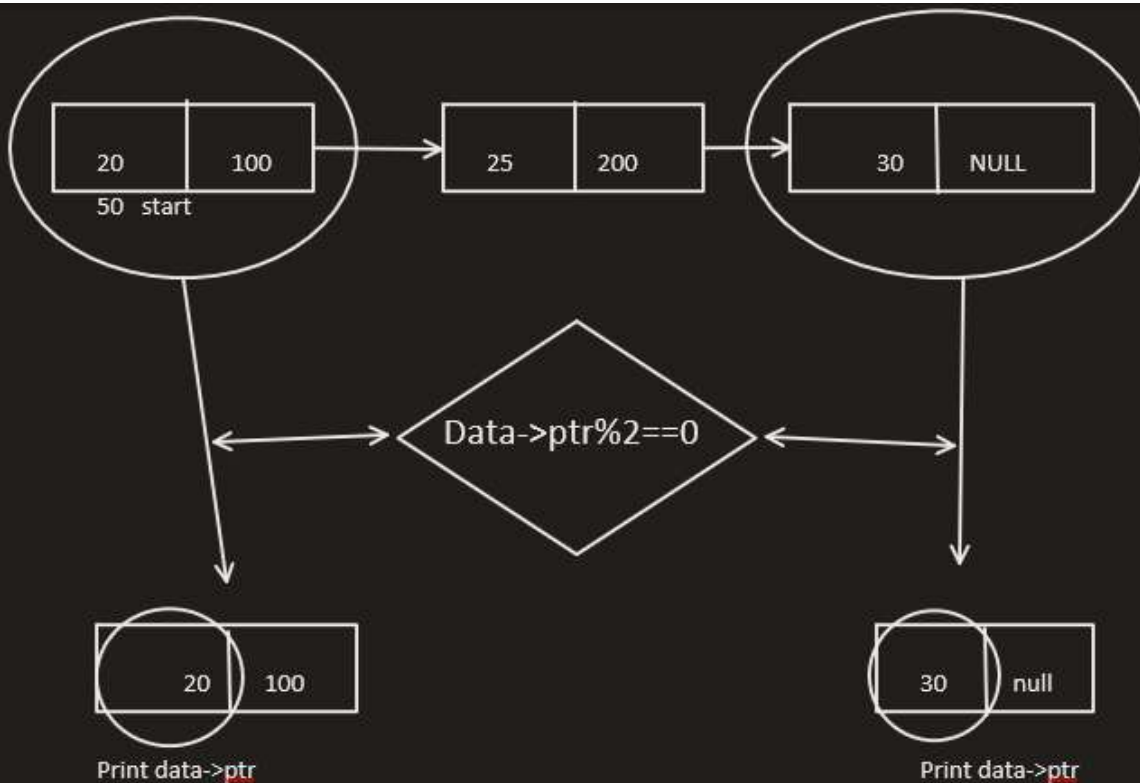 20 100 25 200 30 NULL
50 start
Data->ptr%2==0
20 100 30 null
Print data->ptr Print data->ptr